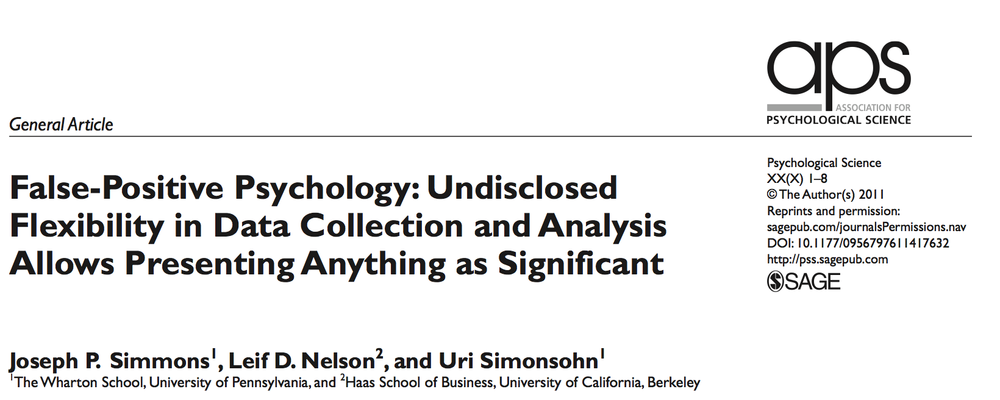 aps
ASSOCIATION FOR
PSYCHOLOGICAL SCIENCE
General Article
False-Positive Psychology: Undisclosed
Flexibility in Data Collection and Analysis
Allows Presenting Anything as Significant
Psychological Science
XX(X) 1–8
© The Author(s) 2011
Reprints and permission:
sagepub.com/journalsPermissions.nav
DOI: 10.1177/0956797611417632
http://pss.sagepub.com
SAGE
Joseph P. Simmons¹, Leif D. Nelson², and Uri Simonsohn¹
¹The Wharton School, University of Pennsylvania, and ²Haas School of Business, University of California, Berkeley